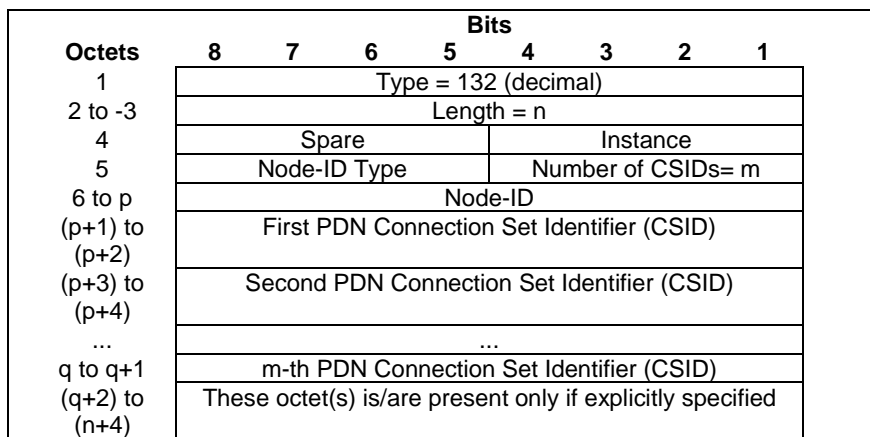 Bits
Octets 8 7 6 5 4 3 2 1
1 Type = 132 (decimal)
2 to -3 Length = n
4 Spare Instance
5 Node-ID Type Number of CSIDs= m
6 to p Node-ID
(p+1) to First PDN Connection Set Identifier (CSID)
(p+2)
(p+3) to Second PDN Connection Set Identifier (CSID)
(p+4)
... ...
q to q+1 m-th PDN Connection Set Identifier (CSID)
(q+2) to These octet(s) is/are present only if explicitly specified
(n+4)